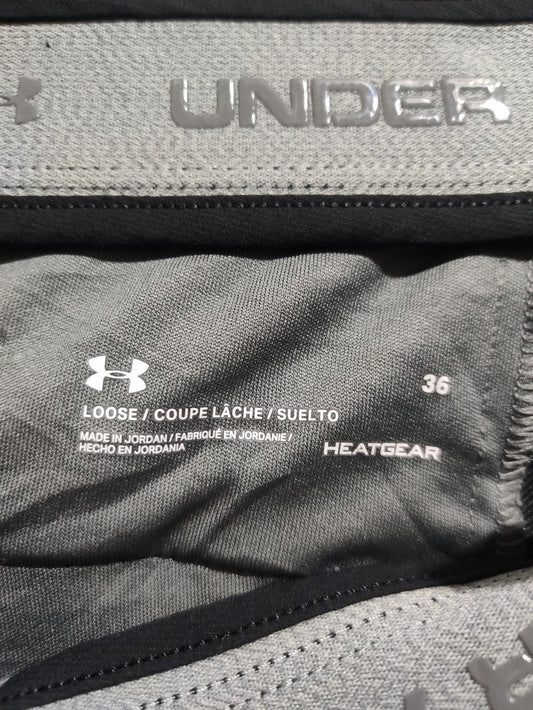 UNDER
36
LOOSE / COUPE LÂCHE / SUELTO
MADE IN JORDAN / FABRIQUÉ EN JORDANIE /
HECHO EN JORDANIA
HEATGEAR